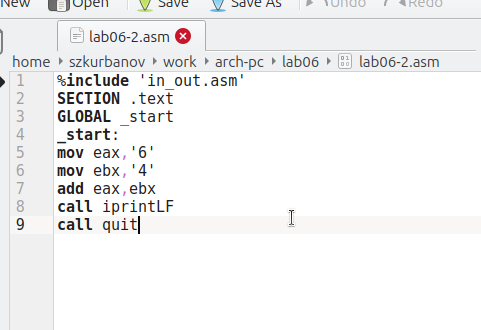 New Open Save Save As Undo Redo
lab06-2.asm
home szkurbanov work arch-pc lab06 lab06-2.asm
1 %include 'in_out.asm'
2 SECTION .text
3 GLOBAL _start
4 _start:
5 mov eax,'6'
6 mov ebx,'4'
7 add eax,ebx
8 call iprintLF
9 call quit